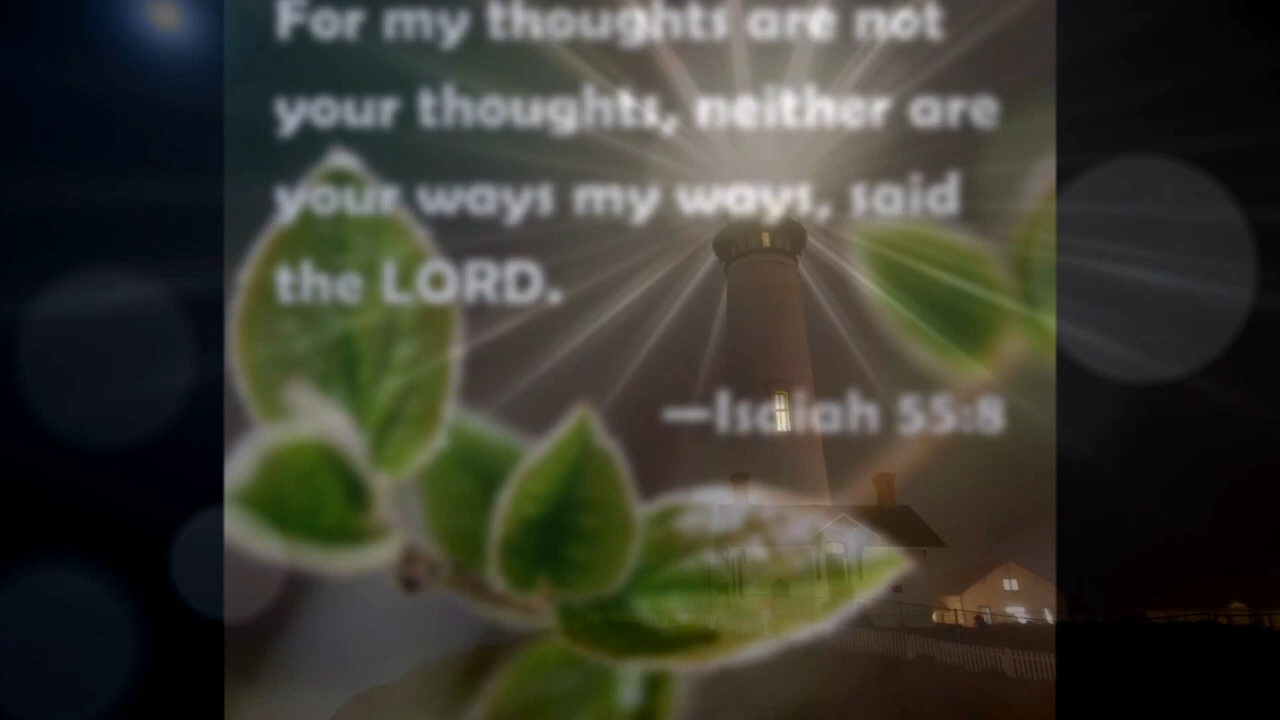 For my thoughts are not
your thoughts, neither are
your ways my ways, said
the LORD.
—Isaiah 55:8